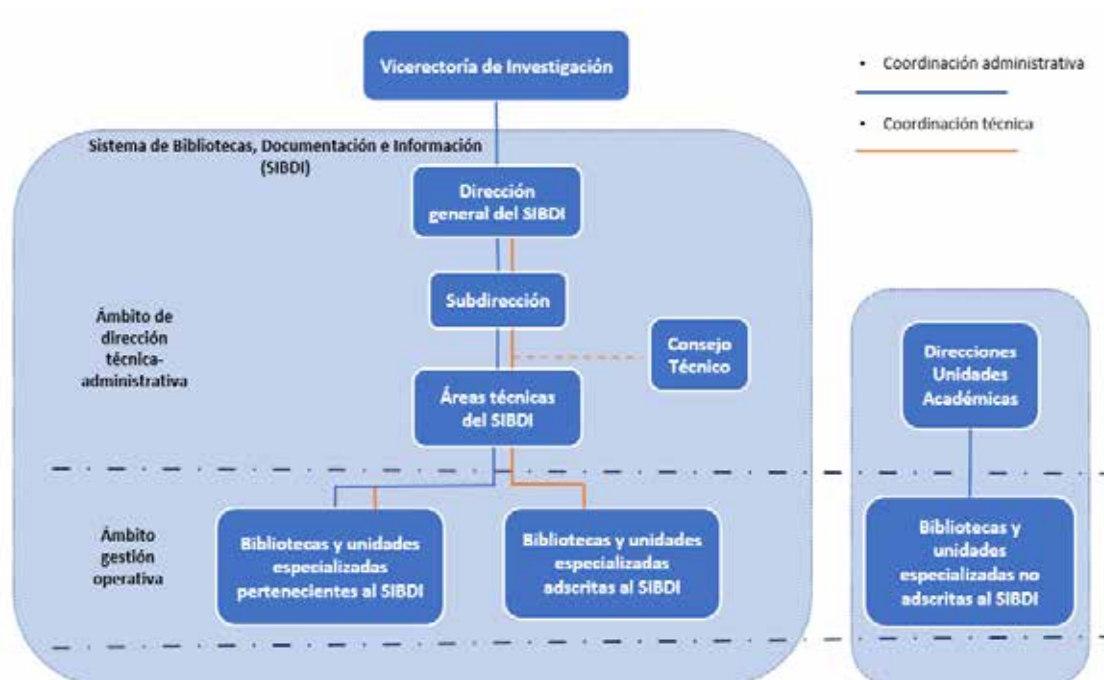 Vicerectoría de Investigación
• Coordinación administrativa
• Coordinación técnica
Sistema de Bibliotecas, Documentación e Información
(SIBDI)
Dirección
general del SIBDI
Subdirección
Ámbito de
dirección
técnica-
administrativa
Consejo
Técnico
Direcciones
Unidades
Académicas
Áreas técnicas
del SIBDI
Ámbito
gestión
operativa
Bibliotecas y unidades
especializadas
pertenecientes al SIBDI
Bibliotecas y unidades
especializadas
adscritas al SIBDI
Bibliotecas y
unidades
especializadas no
adscritas al SIBDI